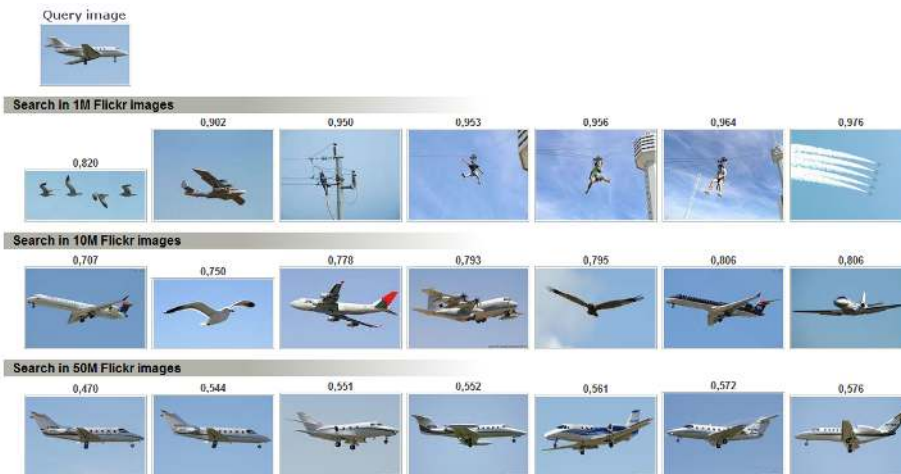 Query image
Search in 1M Flickr images
0,820 0,902 0,950 0,953 0,956 0,964 0,976
Search in 10M Flickr images
0,707 0,750 0,778 0,793 0,795 0,806 0,806
Search in 50M Flickr images
0,470 0,544 0,551 0,552 0,561 0,572 0,576